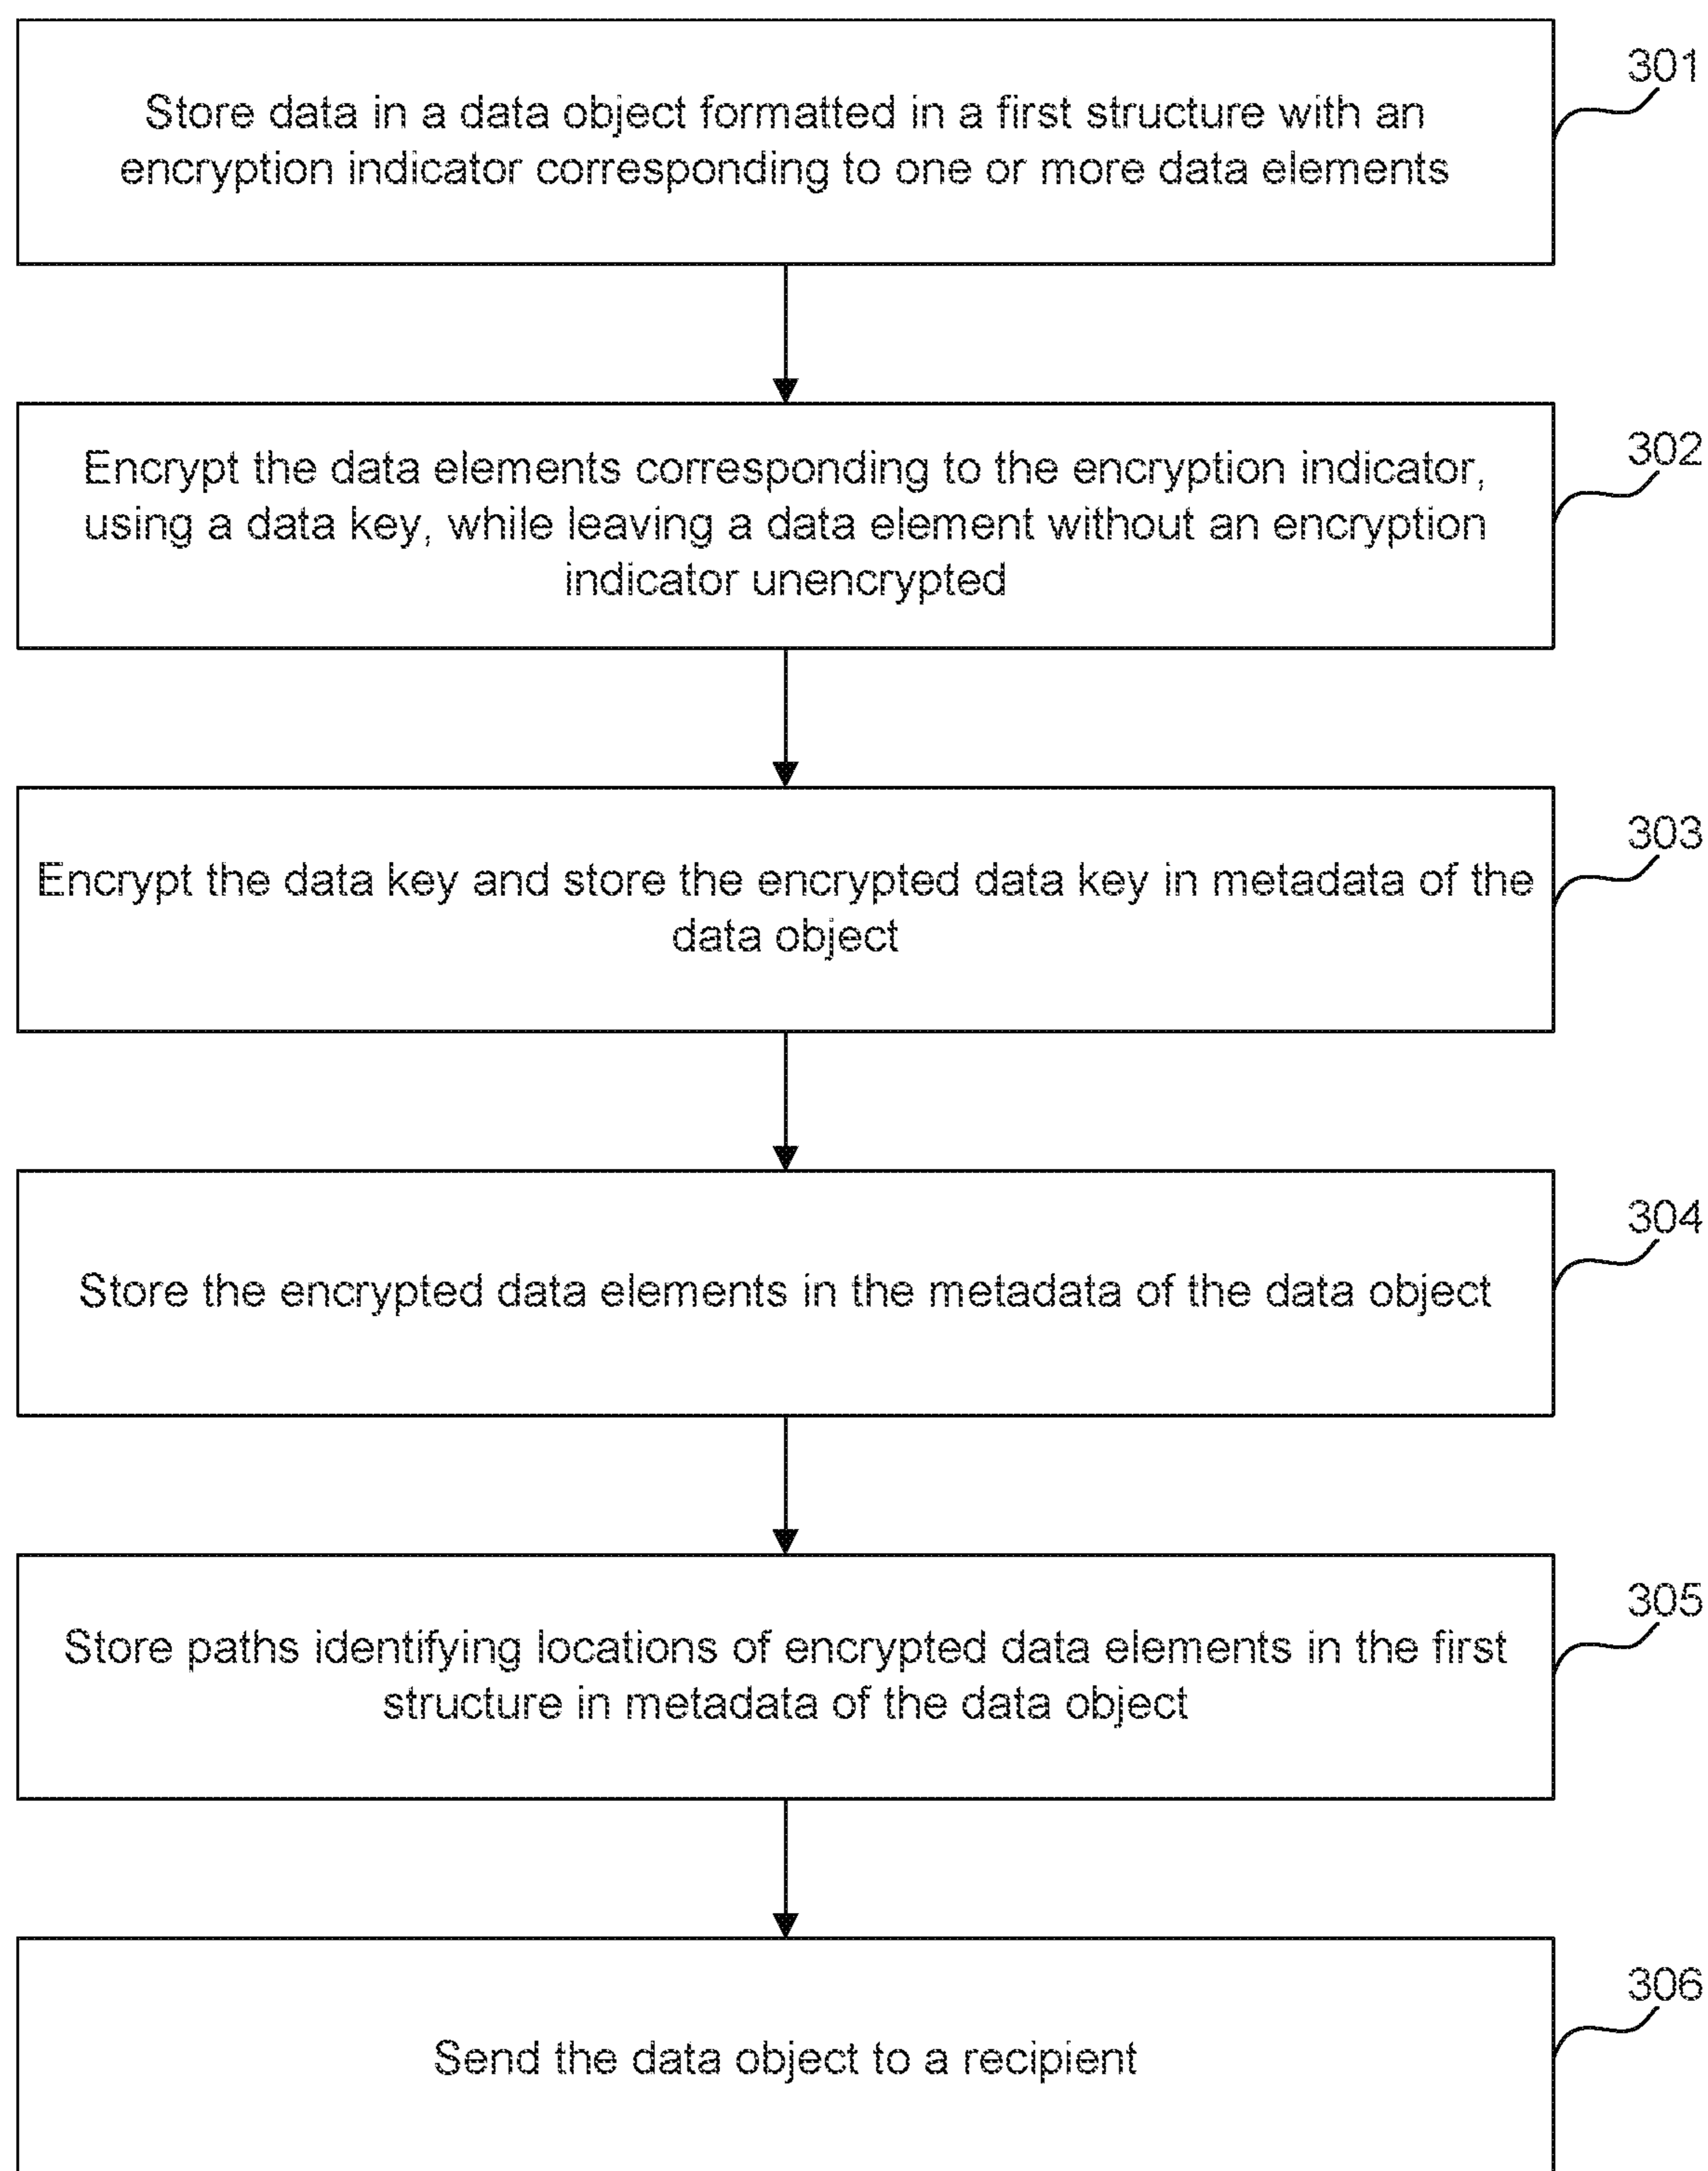 301
Store data in a data object formatted in a first structure with an
encryption indicator corresponding to one or more data elements
302
Encrypt the data elements corresponding to the encryption indicator,
using a data key, while leaving a data element without an encryption
indicator unencrypted
303
Encrypt the data key and store the encrypted data key in metadata of the
data object
304
Store the encrypted data elements in the metadata of the data object
305
Store paths identifying locations of encrypted data elements in the first
structure in metadata of the data object
306
Send the data object to a recipient